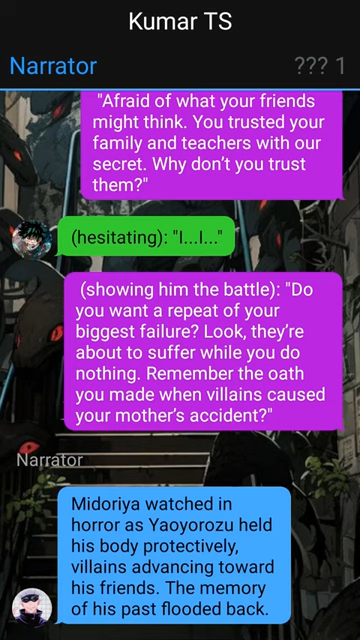 Kumar TS
Narrator ??? 1
"Afraid of what your friends
might think. You trusted your
family and teachers with our
secret. Why don't you trust
them?"
(hesitating): "I...I..."
(showing him the battle): "Do
you want a repeat of your
biggest failure? Look, they're
about to suffer while you do
nothing. Remember the oath
you made when villains caused
your mother's accident?"
Narrator
Midoriya watched in
horror as Yaoyorozu held
his body protectively,
villains advancing toward
his friends. The memory
of his past flooded back.